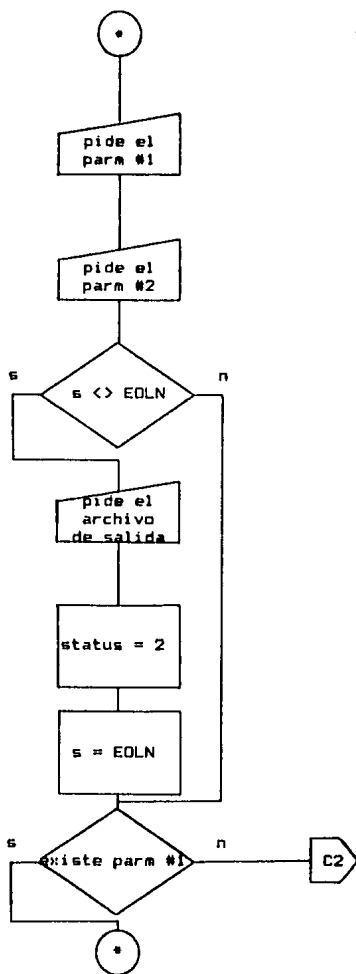 *
pide el
parm #1
pide el
parm #2
s
n
s <> EOLN
pide el
archivo
de salida
status = 2
s = EOLN
s
n
existe parm #1
C2
*